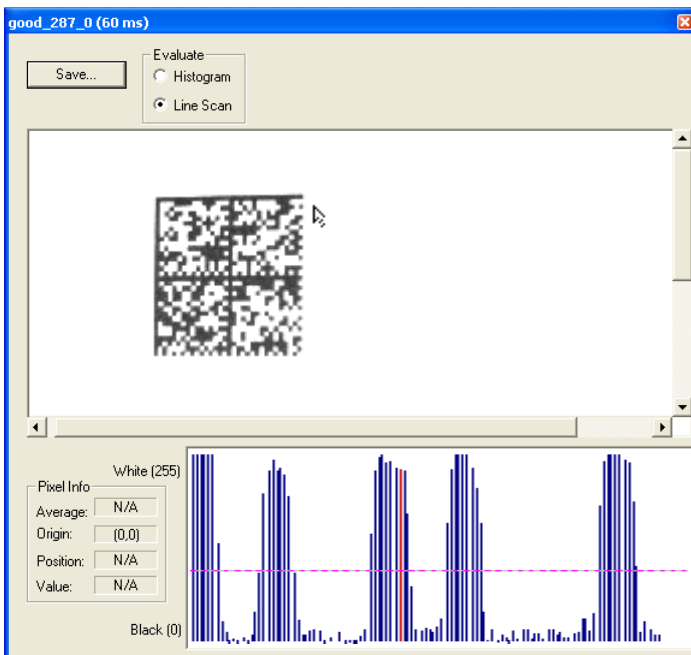 good_287_0 (60 ms)
Save...
Evaluate
Histogram
Line Scan
White (255)
Pixel Info
Average: N/A
Origin: (0,0)
Position: N/A
Value: N/A
Black (0)